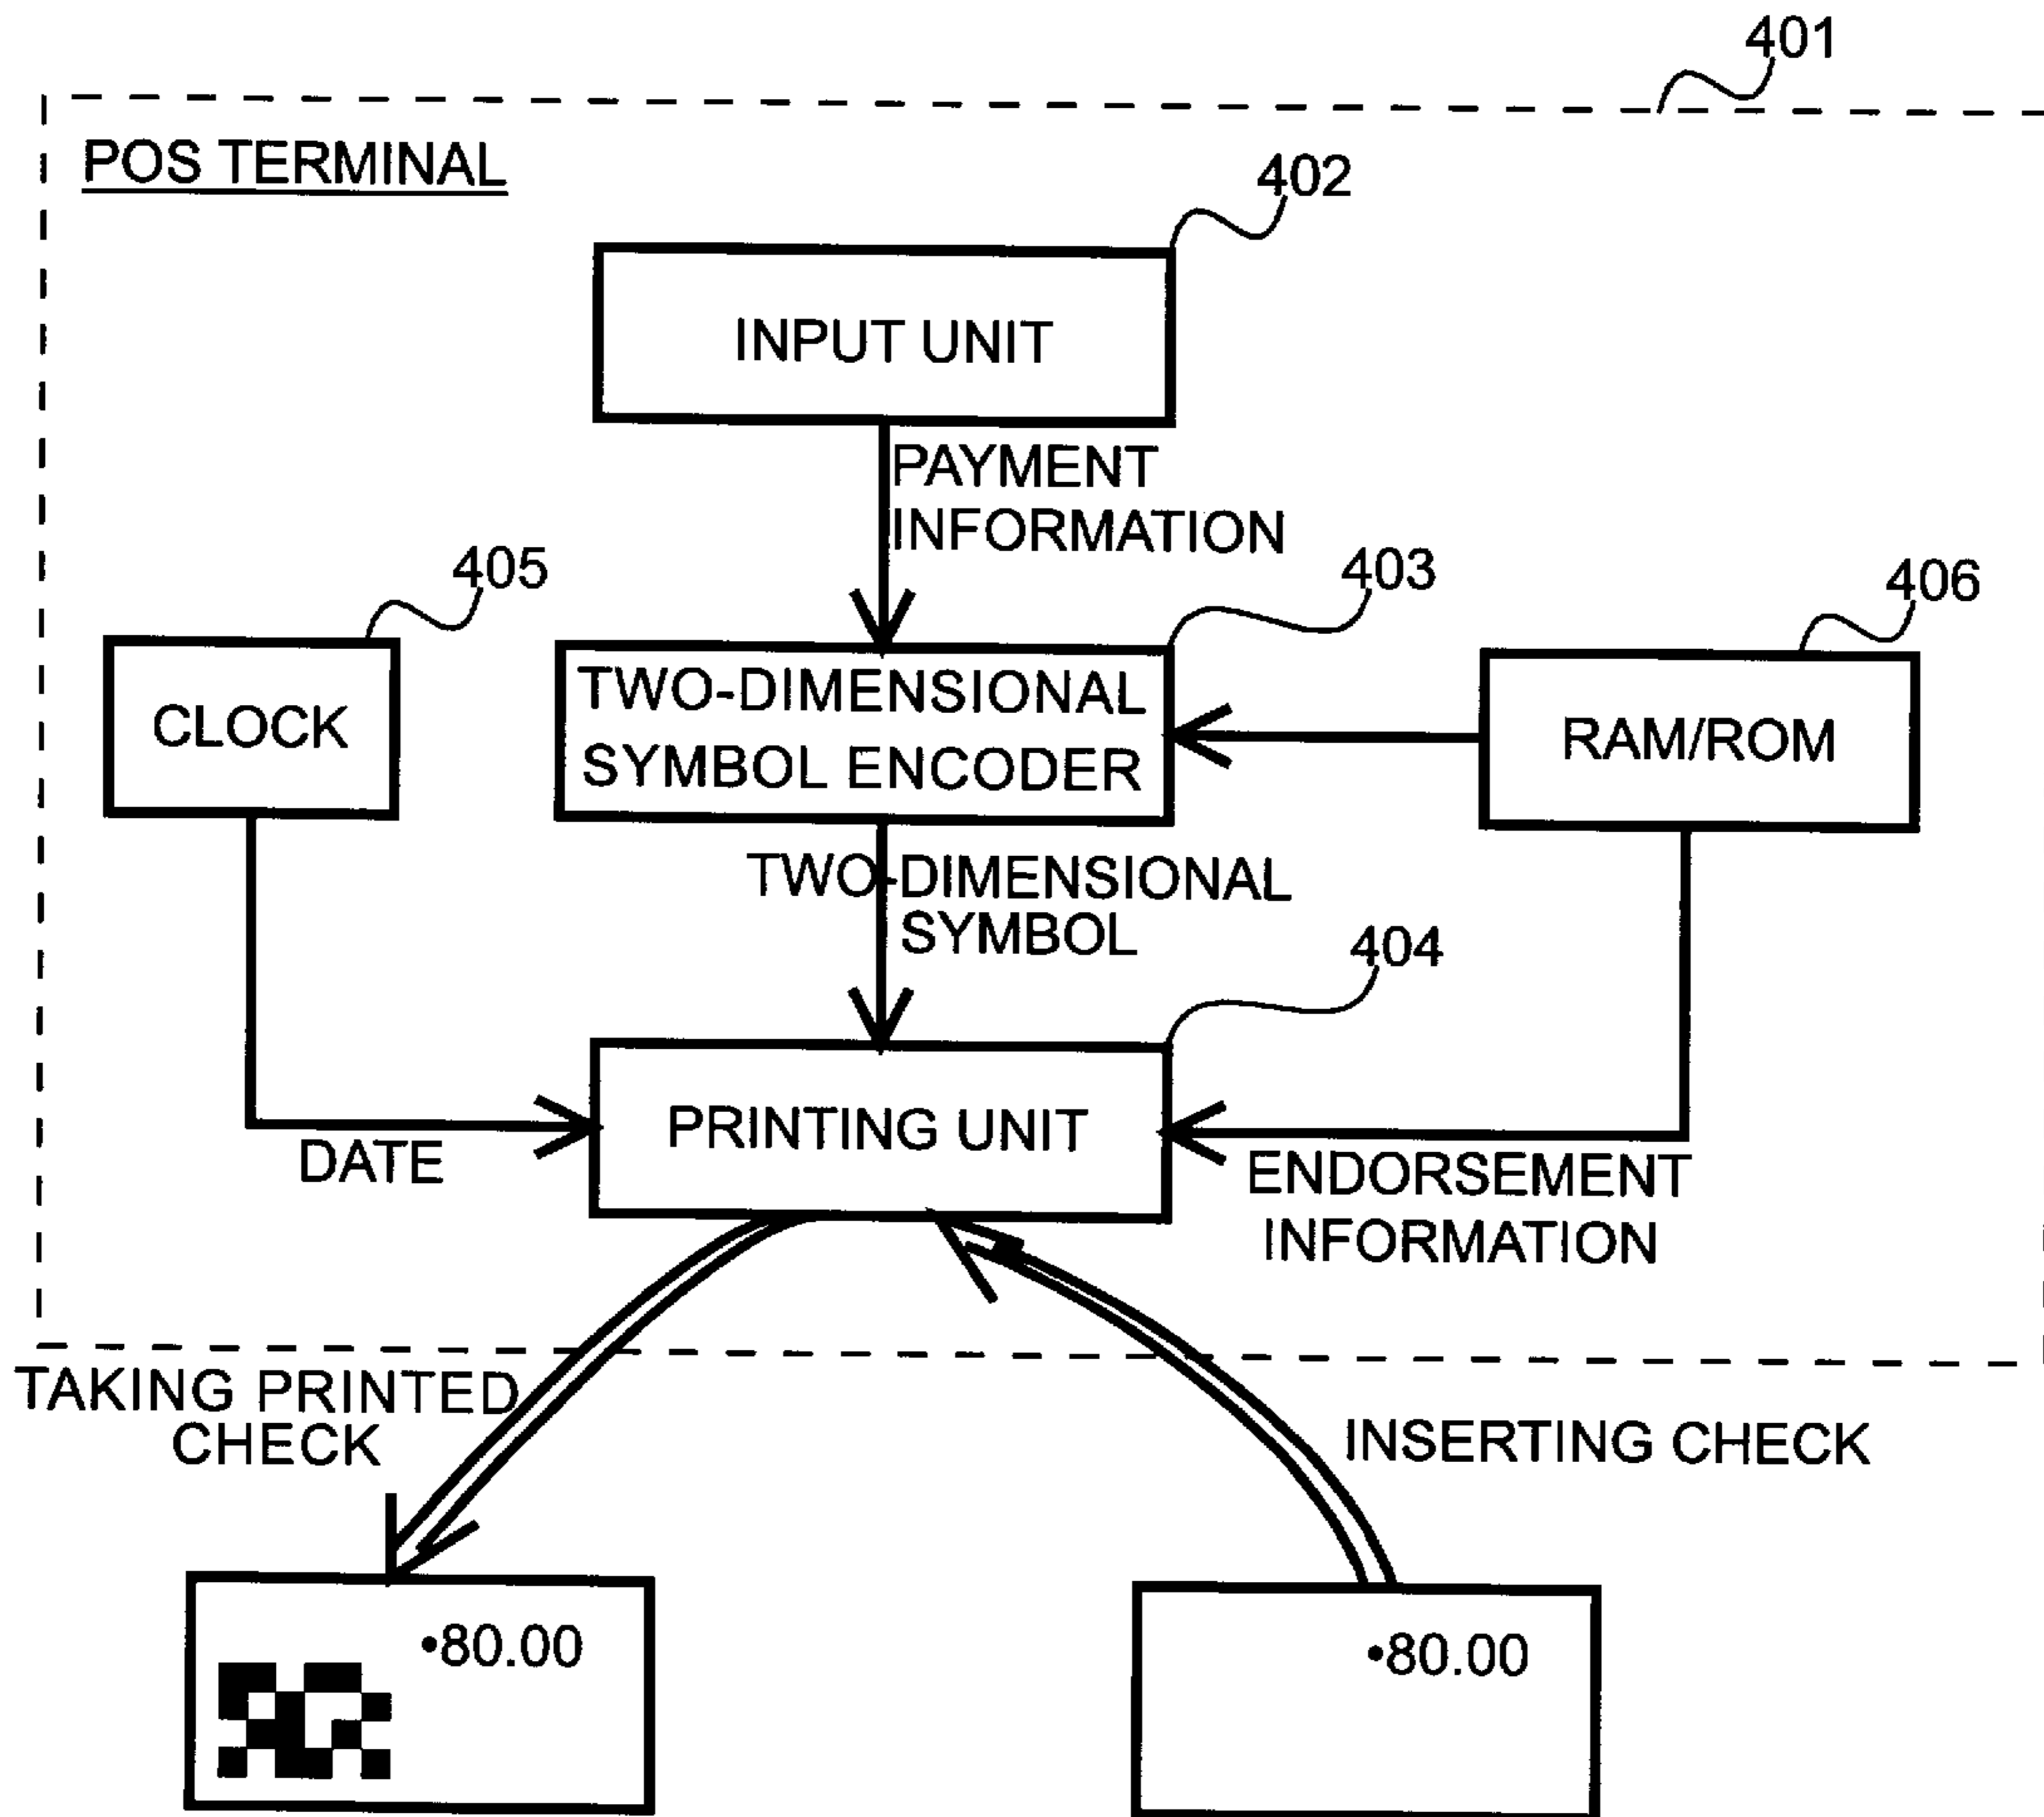 401
POS TERMINAL
402
INPUT UNIT
PAYMENT
INFORMATION
405
403
406
CLOCK
TWO-DIMENSIONAL
SYMBOL ENCODER
RAM/ROM
TWO-DIMENSIONAL
SYMBOL
404
PRINTING UNIT
DATE
ENDORSEMENT
INFORMATION
TAKING PRINTED
CHECK
INSERTING CHECK
•80.00
•80.00